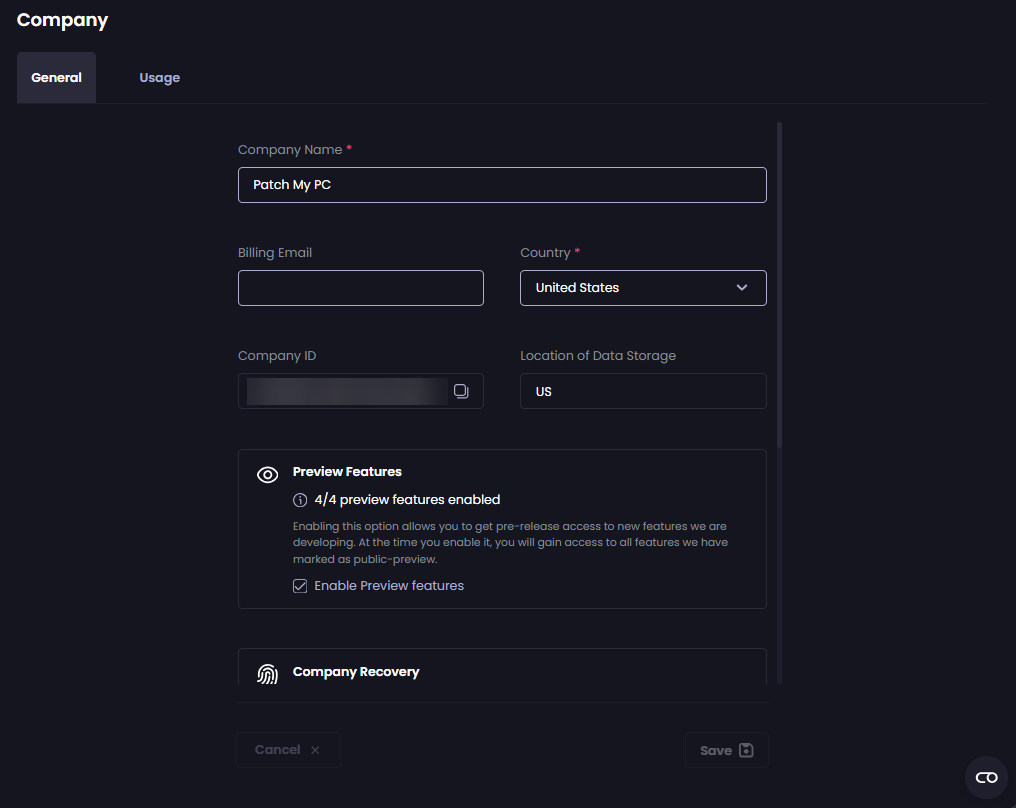 Company
General
Usage
Company Name *
Patch My PC
Billing Email
Country *
United States
Company ID
Location of Data Storage
US
Preview Features
4/4 preview features enabled
Enabling this option allows you to get pre-release access to new features we are
developing. At the time you enable it, you will gain access to all features we have
marked as public-preview.
Enable Preview features
Company Recovery
Cancel
Save